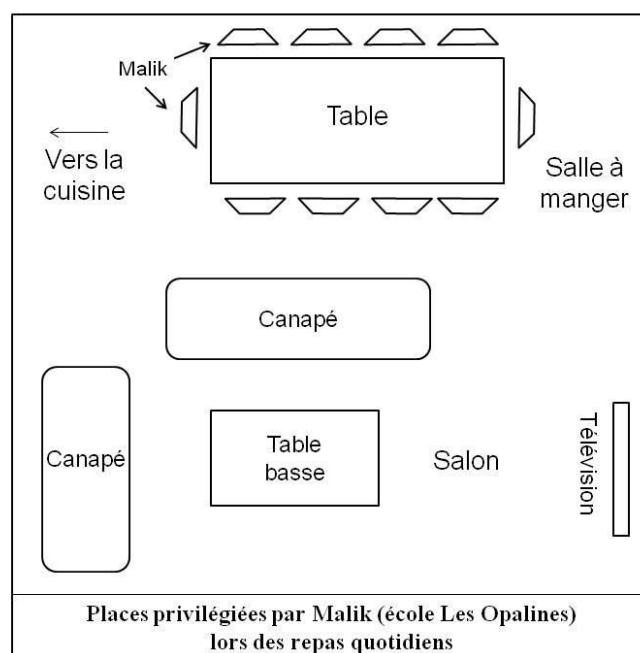 Malik
Table
Vers la
cuisine
Salle à
manger
Canapé
Canapé
Table
basse
Salon
Télévision
Places privilégiées par Malik (école Les Opalines)
lors des repas quotidiens